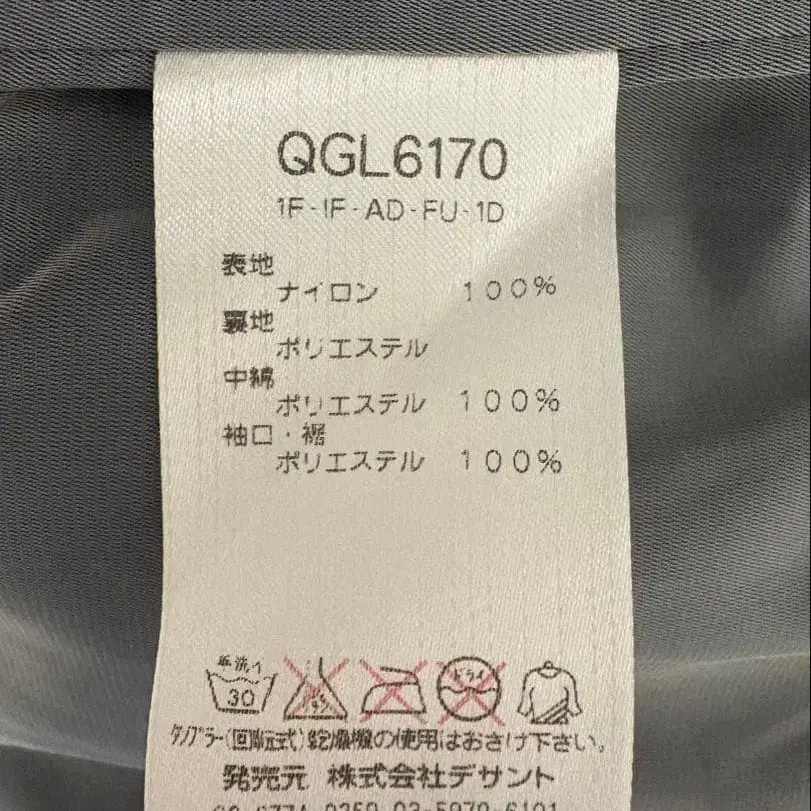 QGL6170
1F-IF-AD-FU-1D
表地
ナイロン 100%
裏地
ポリエステル
中綿
ポリエステル 100%
袖口・裾
ポリエステル 100%
手洗イ
30
ドライ
タンブラー(回転式)乾燥機の使用はおさけ下さい。
発売元 株式会社デサント